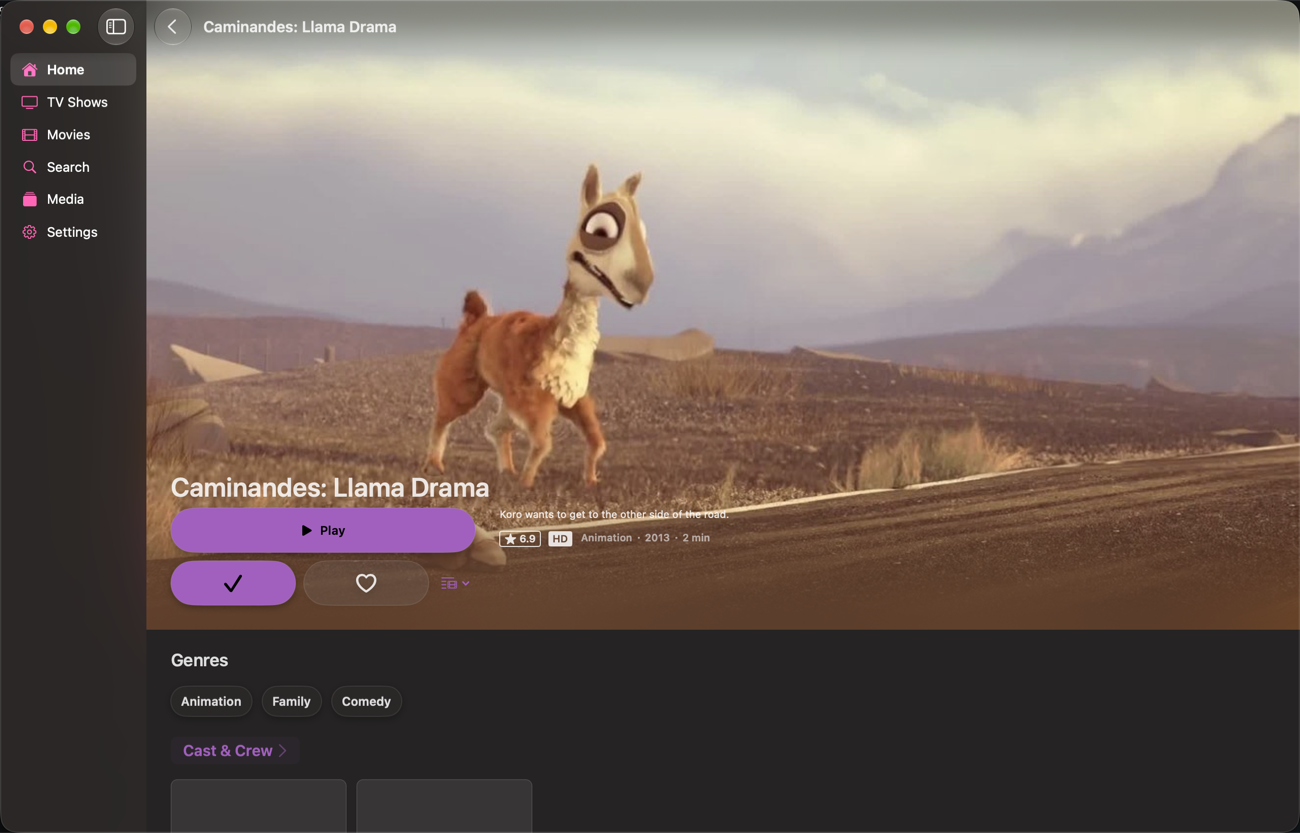 Caminandes: Llama Drama
Home
TV Shows
Movies
Search
Media
Settings
Caminandes: Llama Drama
Play
Koro wants to get to the other side of the road.
6.9 HD Animation · 2013 · 2 min
Genres
Animation Family Comedy
Cast & Crew